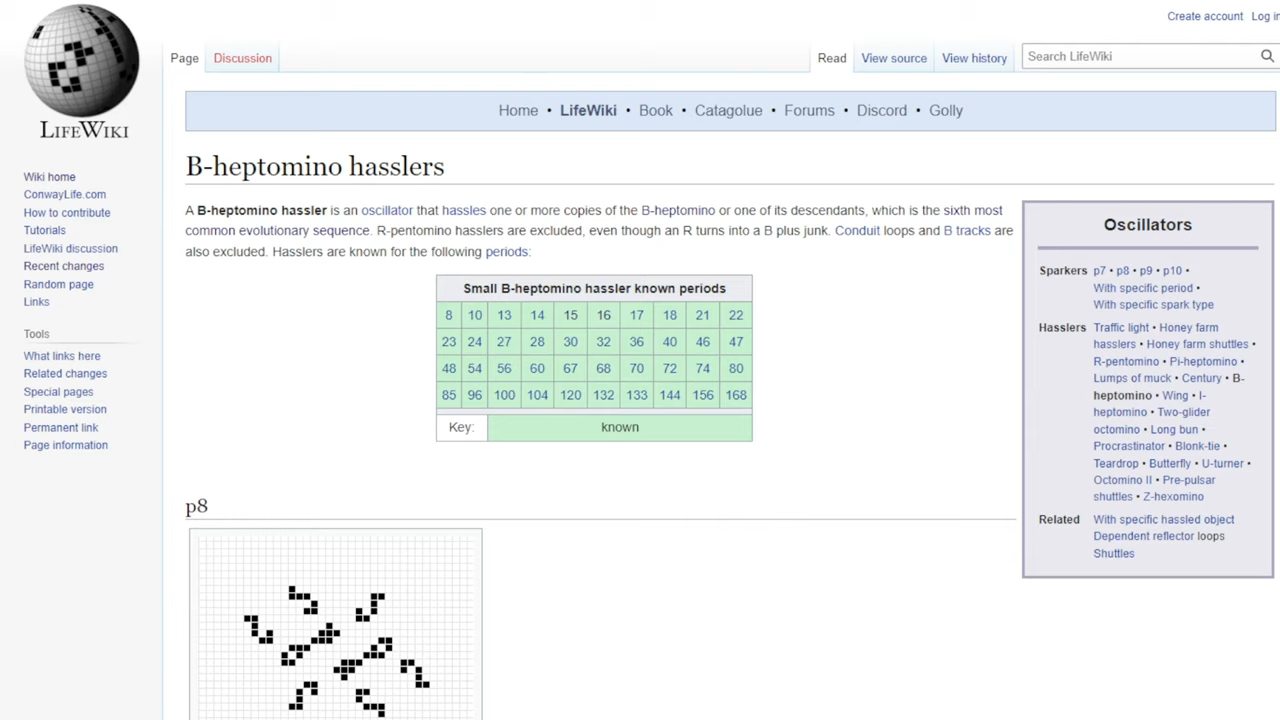 Create account Log in
Page Discussion Read View source View history Search LifeWiki
LIFEWIKI
Home • LifeWiki • Book • Catagolue • Forums • Discord • Golly
Wiki home
ConwayLife.com
How to contribute
Tutorials
LifeWiki discussion
Recent changes
Random page
Links
Tools
What links here
Related changes
Special pages
Printable version
Permanent link
Page information
B-heptomino hasslers
A B-heptomino hassler is an oscillator that hassles one or more copies of the B-heptomino or one of its descendants, which is the sixth most
common evolutionary sequence. R-pentomino hasslers are excluded, even though an R turns into a B plus junk. Conduit loops and B tracks are
also excluded. Hasslers are known for the following periods:
Small B-heptomino hassler known periods
8 10 13 14 15 16 17 18 21 22
23 24 27 28 30 32 36 40 46 47
48 54 56 60 67 68 70 72 74 80
85 96 100 104 120 132 133 144 156 168
Key: known
p8
Oscillators
Sparkers p7 • p8 • p9 • p10 •
With specific period •
With specific spark type
Hasslers Traffic light • Honey farm
hasslers • Honey farm shuttles •
R-pentomino • Pi-heptomino •
Lumps of muck • Century • B-
heptomino • Wing • I-
heptomino • Two-glider
octomino • Long bun •
Procrastinator • Blonk-tie •
Teardrop • Butterfly • U-turner •
Octomino II • Pre-pulsar
shuttles • Z-hexomino
Related With specific hassled object
Dependent reflector loops
Shuttles